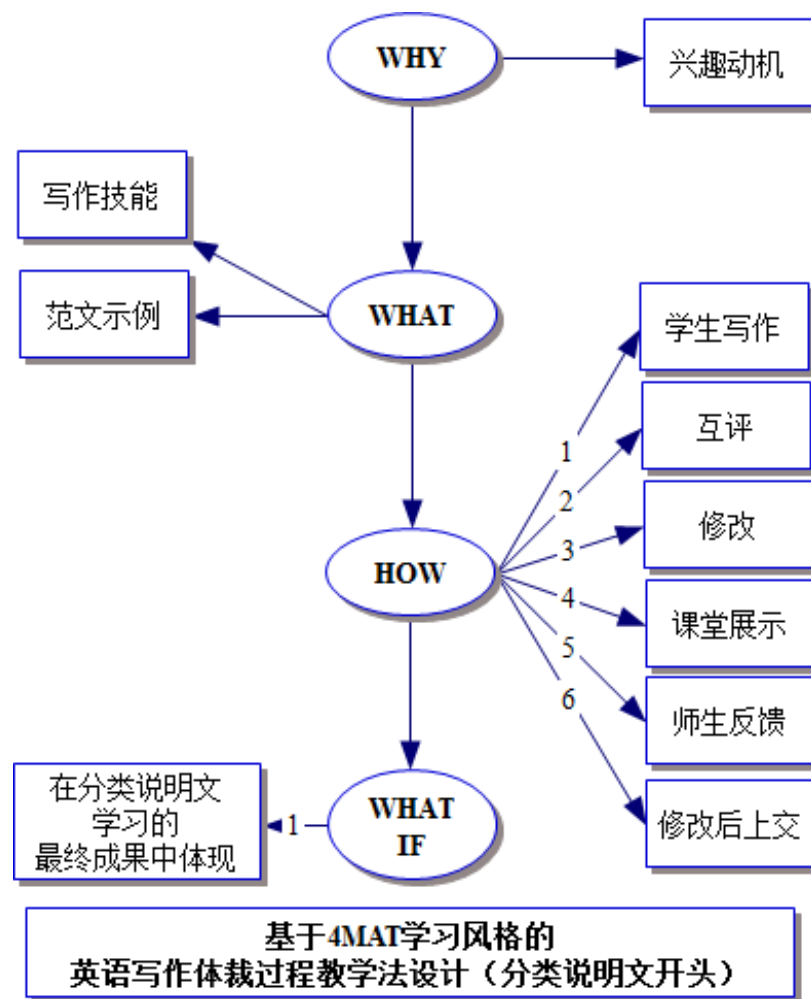 WHY
兴趣动机
写作技能
范文示例
WHAT
学生写作
互评
修改
课堂展示
师生反馈
修改后上交
1
2
3
4
5
6
HOW
在分类说明文
学习的
最终成果中体现
1
WHAT
IF
基于4MAT学习风格的
英语写作体裁过程教学法设计（分类说明文开头）